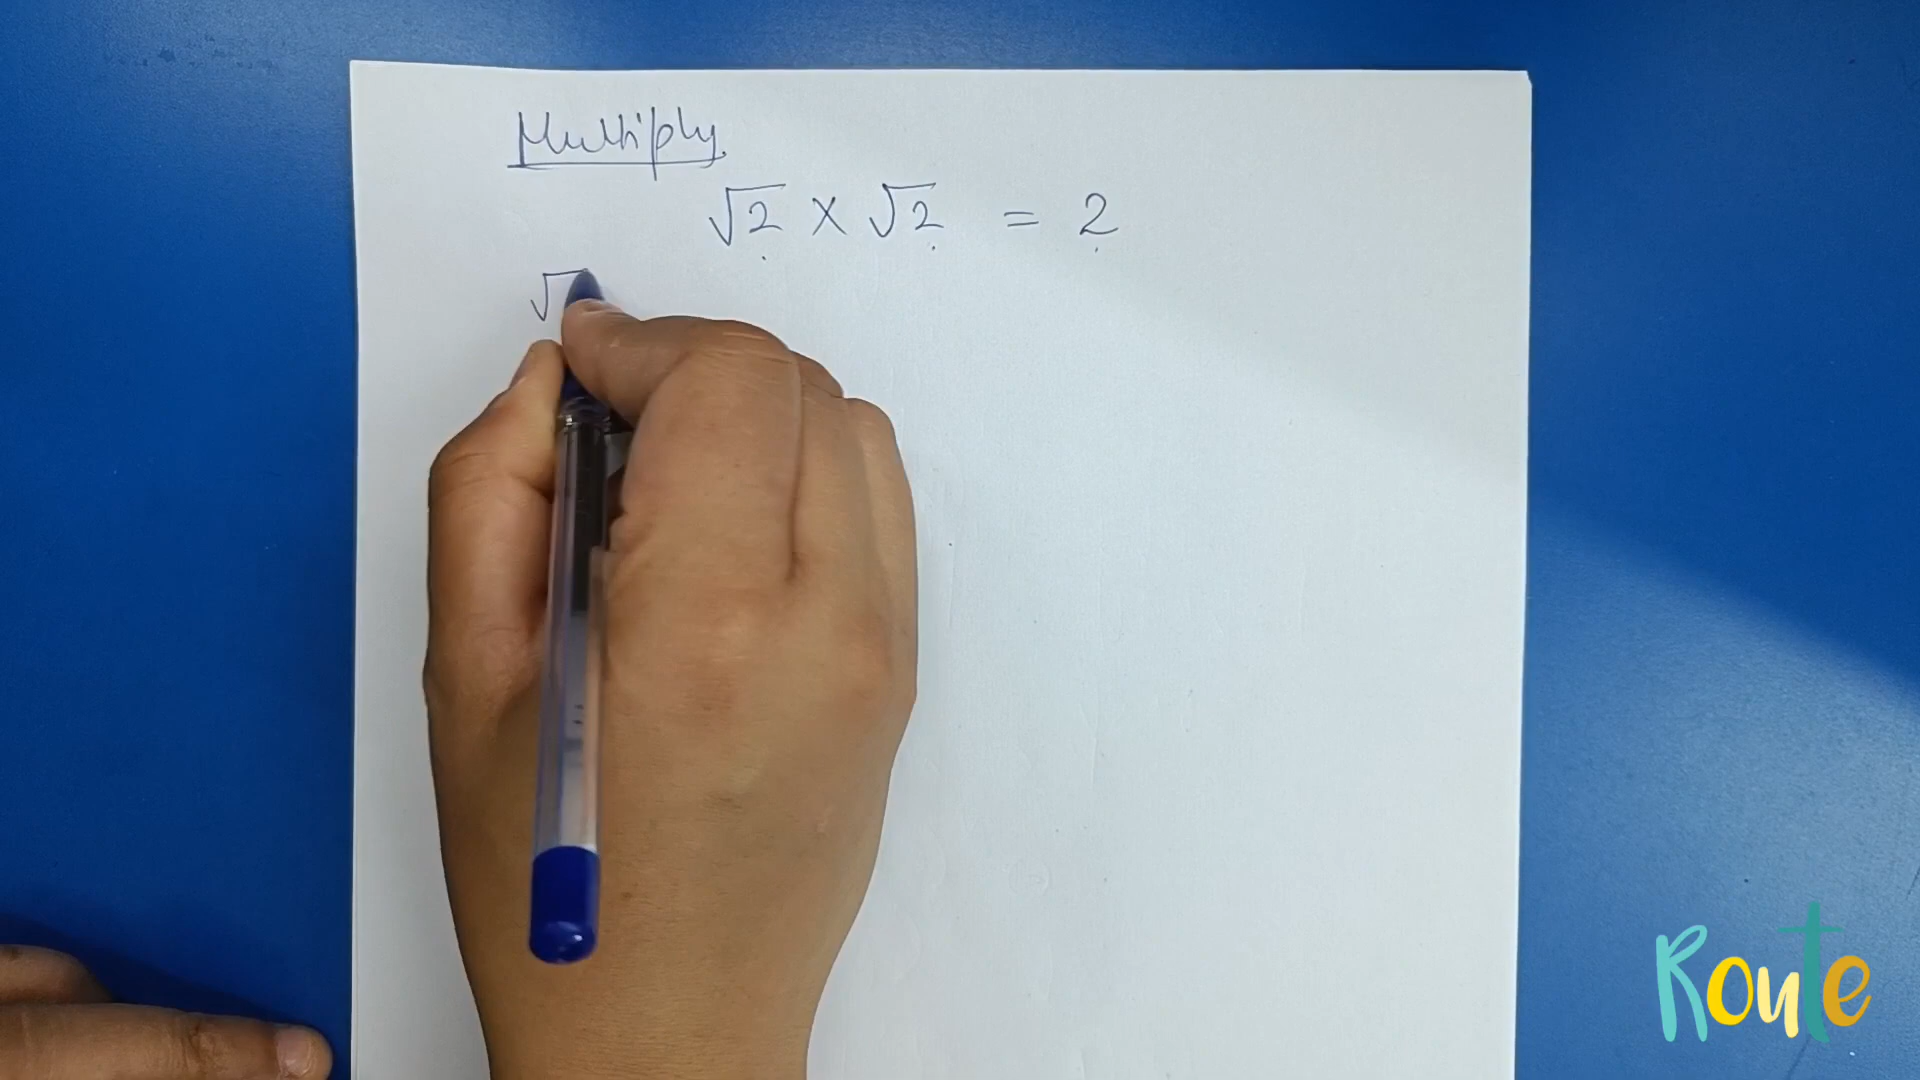 Multiply
√2 × √2 = 2
√
Route